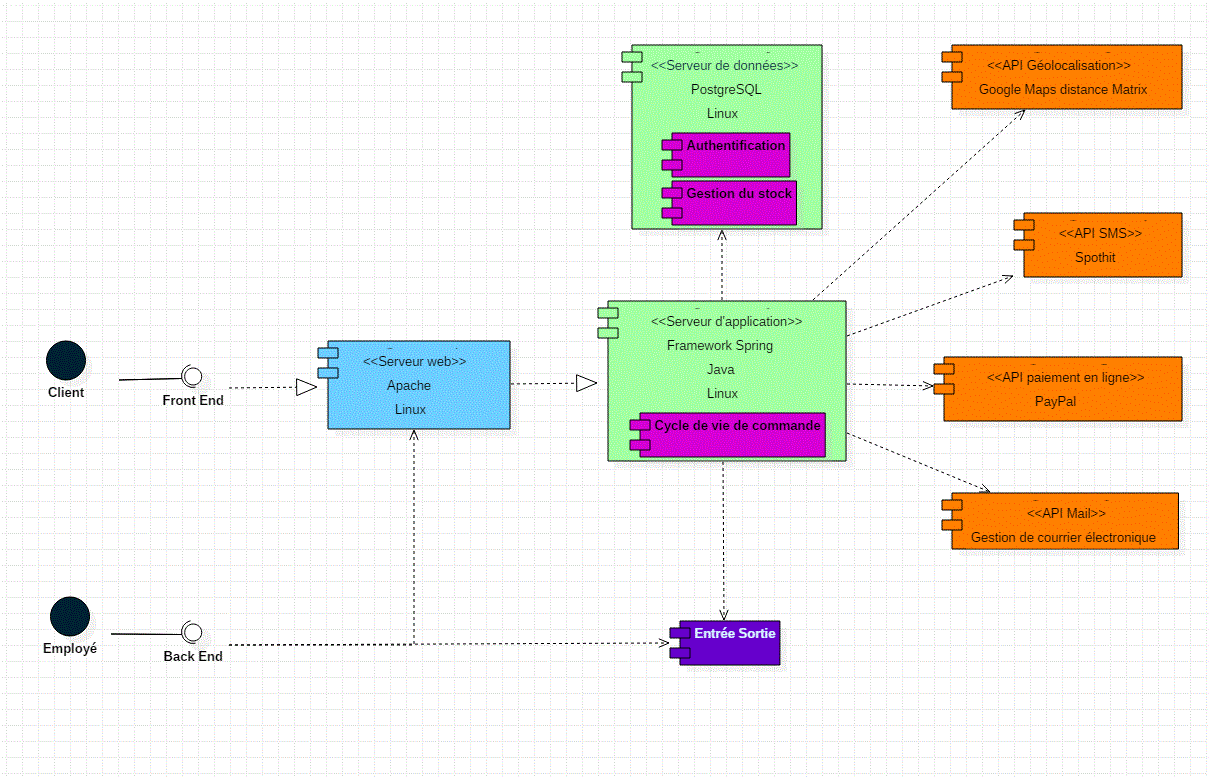 <<Serveur de données>>
PostgreSQL
Linux
Authentification
Gestion du stock
<<API Géolocalisation>>
Google Maps distance Matrix
<<API SMS>>
Spothit
Client
Front End
<<Serveur web>>
Apache
Linux
<<Serveur d'application>>
Framework Spring
Java
Linux
Cycle de vie de commande
<<API paiement en ligne>>
PayPal
<<API Mail>>
Gestion de courrier électronique
Employé
Back End
Entrée Sortie